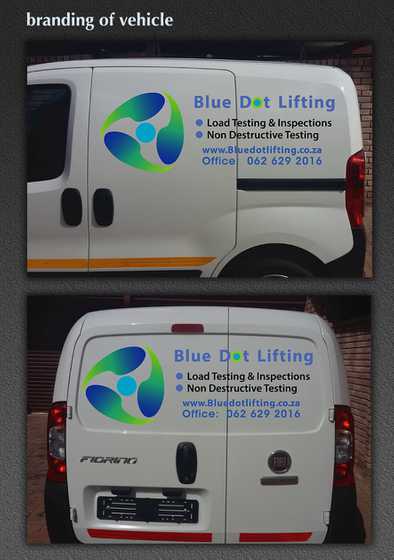 branding of vehicle
Blue Dot Lifting
Load Testing & Inspections
Non Destructive Testing
www.Bluedotlifting.co.za
Office: 062 629 2016
Blue Dot Lifting
Load Testing & Inspections
Non Destructive Testing
www.Bluedotlifting.co.za
Office: 062 629 2016
FIORINO
FIAT